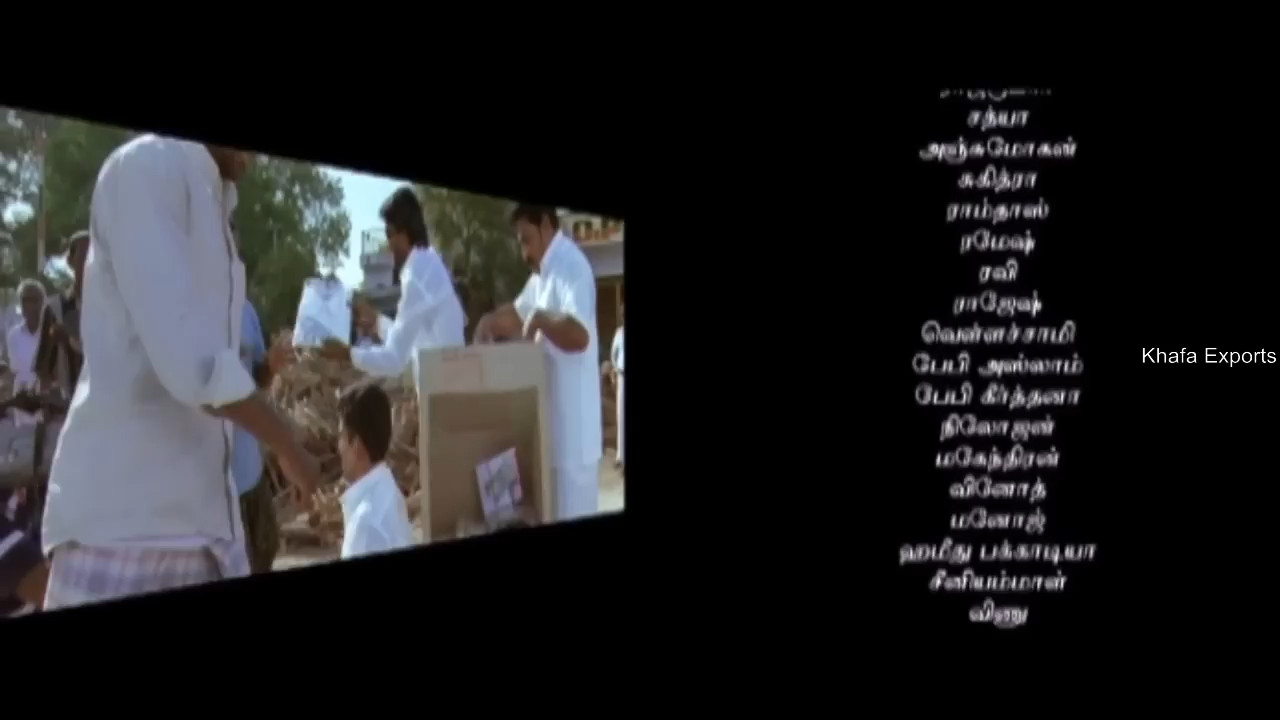 சத்யா
அஞ்சுமோகன்
சுகித்ரா
ராம்தாஸ்
ரமேஷ்
ரவி
ராஜேஷ்
வெள்ளச்சாமி
பேபி அஸ்லாம்
பேபி கீர்த்தனா
நிலோஜன்
மகேந்திரன்
வினோத்
மனோஜ்
ஹமீது பக்காடியா
சீனியம்மாள்
விணு
Khafa Exports